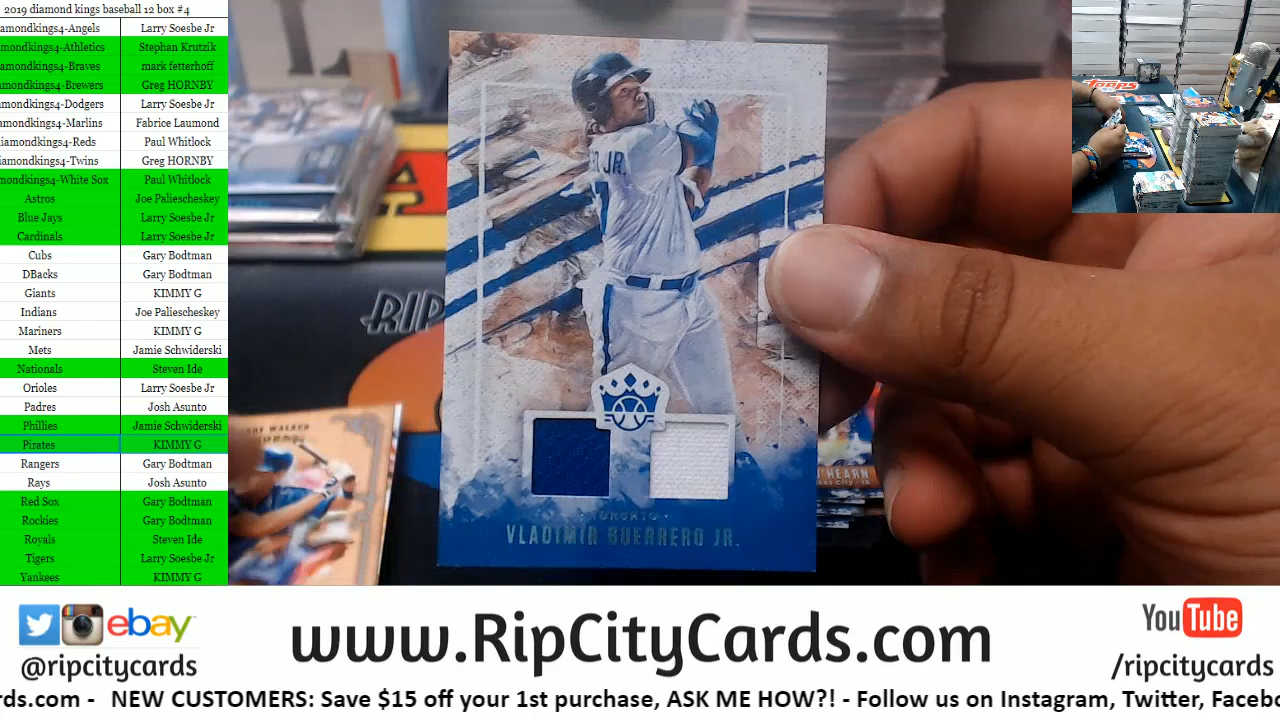 2019 diamond kings baseball 12 box #4
amondkings4-Angels Larry Soesbe Jr
amondkings4-Athletics Stephan Krutzik
amondkings4-Braves mark fetterhoff
amondkings4-Brewers Greg HORNBY
amondkings4-Dodgers Larry Soesbe Jr
amondkings4-Marlins Fabrice Laumond
iamondkings4-Reds Paul Whitlock
iamondkings4-Twins Greg HORNBY
mondkings4-White Sox Paul Whitlock
Astros Joe Paliescheskey
Blue Jays Larry Soesbe Jr
Cardinals Larry Soesbe Jr
Cubs Gary Bodtman
DBacks Gary Bodtman
Giants KIMMY G
Indians Joe Paliescheskey
Mariners KIMMY G
Mets Jamie Schwiderski
Nationals Steven Ide
Orioles Larry Soesbe Jr
Padres Josh Asunto
Phillies Jamie Schwiderski
Pirates KIMMY G
Rangers Gary Bodtman
Rays Josh Asunto
Red Sox Gary Bodtman
Rockies Gary Bodtman
Royals Steven Ide
Tigers Larry Soesbe Jr
Yankees KIMMY G
JR.
RIP
WALKER
HEARN
TORONTO
VLADIMIR GUERRERO JR.
ebay
@ripcitycards
www.RipCityCards.com
YouTube
/ripcitycards
rds.com - NEW CUSTOMERS: Save $15 off your 1st purchase, ASK ME HOW?! - Follow us on Instagram, Twitter, Facebo